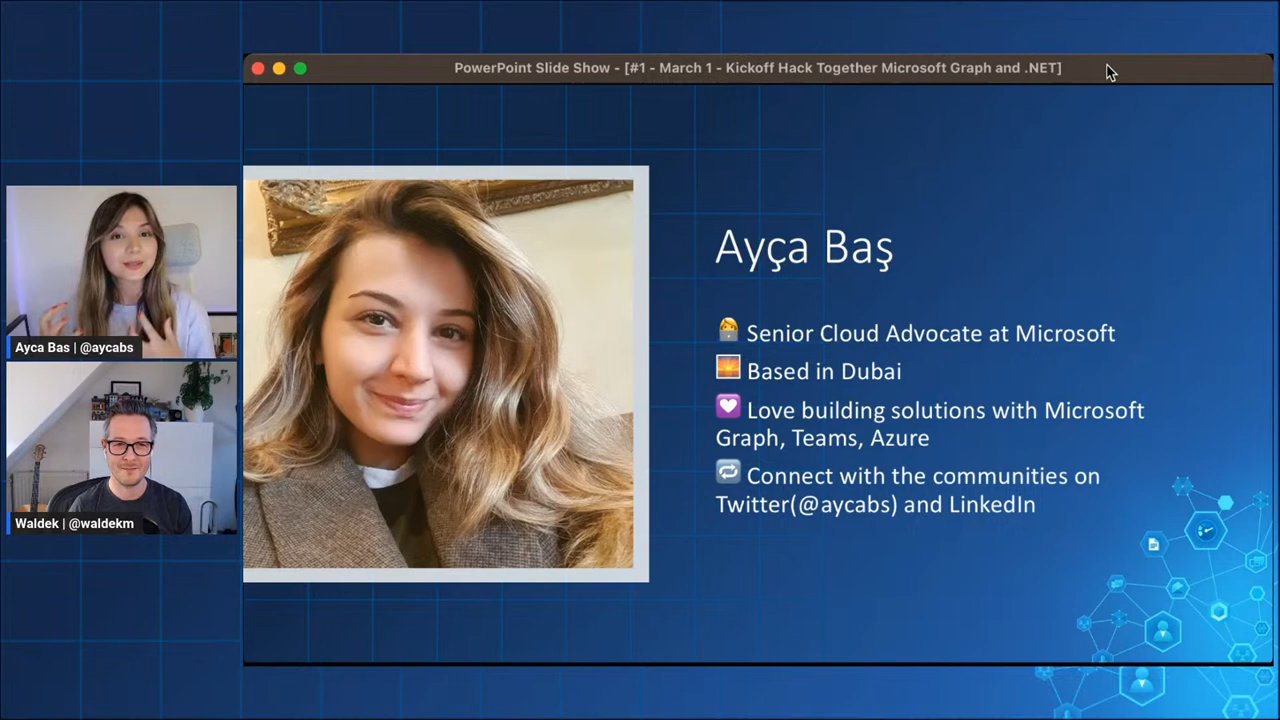 PowerPoint Slide Show - [#1 - March 1 - Kickoff Hack Together Microsoft Graph and .NET]
Ayca Bas | @aycabs
Waldek | @waldekm
Ayça Baş
Senior Cloud Advocate at Microsoft
Based in Dubai
Love building solutions with Microsoft
Graph, Teams, Azure
Connect with the communities on
Twitter(@aycabs) and LinkedIn